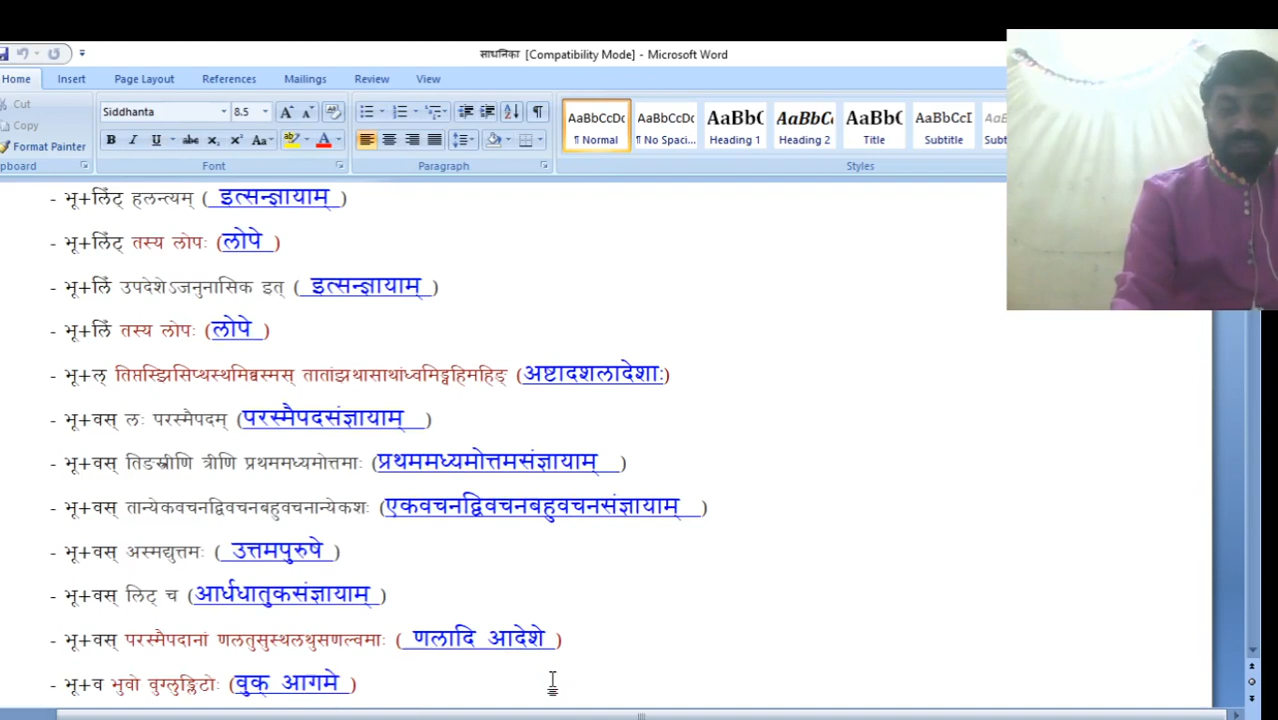 साधनिका [Compatibility Mode] - Microsoft Word
Home Insert Page Layout References Mailings Review View
Cut
Copy
Format Painter
Siddhanta 8.5
AaBbCcDc AaBbCcDc AaBbC AaBbCc AaBbC AaBbCcI
¶ Normal ¶ No Spaci... Heading 1 Heading 2 Title Subtitle
pboard Font Paragraph Styles
- भू+लिँट् हलन्त्यम् ( इत्सन्ज्ञायाम् )
- भू+लिँट् तस्य लोपः (लोपे )
- भू+लिँ उपदेशेऽजनुनासिक इत् ( इत्सन्ज्ञायाम् )
- भू+लिँ तस्य लोपः (लोपे )
- भू+ल् तिप्तस्झिसिप्थस्थमिब्वस्मस् तातांझथासाथांध्वमिड्वहिमहिङ् (अष्टादशलादेशाः)
- भू+वस् लः परस्मैपदम् (परस्मैपदसंज्ञायाम् )
- भू+वस् तिङस्त्रीणि त्रीणि प्रथममध्यमोत्तमाः (प्रथममध्यमोत्तमसंज्ञायाम् )
- भू+वस् तान्येकवचनद्विवचनबहुवचनान्येकशः (एकवचनद्विवचनबहुवचनसंज्ञायाम् )
- भू+वस् अस्मद्युत्तमः ( उत्तमपुरुषे )
- भू+वस् लिट् च (आर्धधातुकसंज्ञायाम् )
- भू+वस् परस्मैपदानां णलतुसुस्थलथुसणल्वमाः ( णलादि आदेशे )
- भू+व भुवो वुग्लुङ्लिटोः (वुक् आगमे )